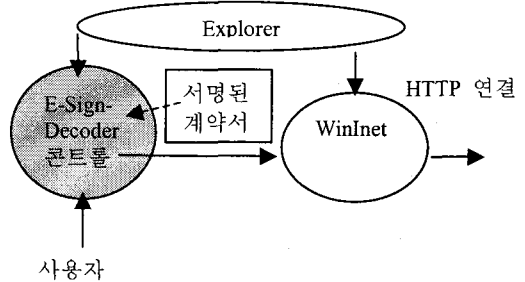 Explorer
E-Sign-
Decoder
콘트롤
서명된
계약서
WinInet
HTTP 연결
사용자